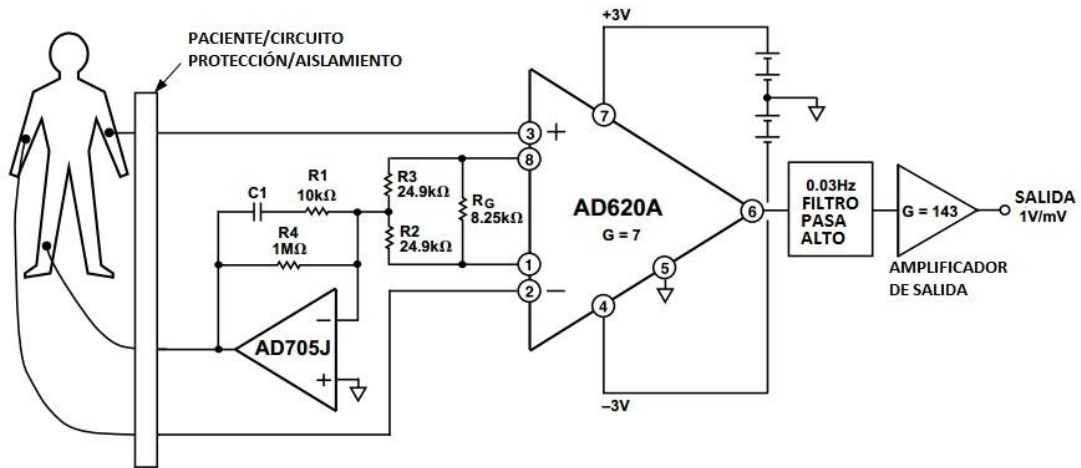 PACIENTE/CIRCUITO
PROTECCIÓN/AISLAMIENTO
+3V
3
+
8
7
R1
10kΩ
C1
R3
24.9kΩ
RG
8.25kΩ
R4
1MΩ
R2
24.9kΩ
AD620A
G = 7
6
0.03Hz
FILTRO
PASA
ALTO
G = 143
SALIDA
1V/mV
AMPLIFICADOR
DE SALIDA
1
2
–
5
4
–
AD705J
+
–3V